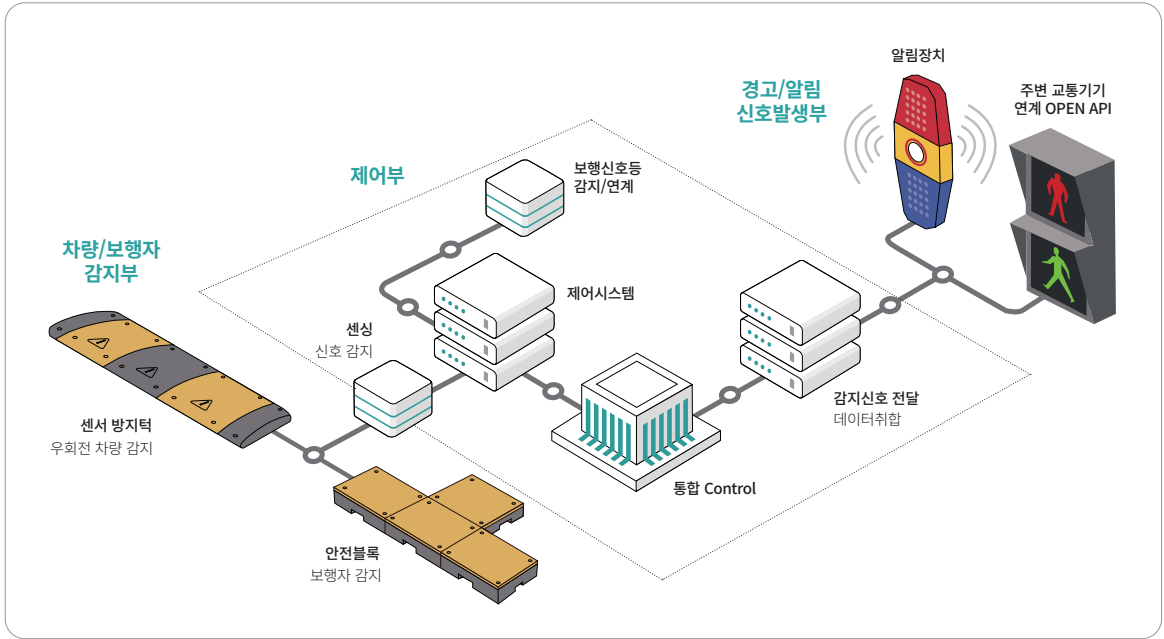 차량/보행자
감지부
센서 방지턱
우회전 차량 감지
안전블록
보행자 감지
제어부
보행신호등
감지/연계
제어시스템
센싱
신호 감지
통합 Control
감지신호 전달
데이터취합
경고/알림
신호발생부
알림장치
주변 교통기기
연계 OPEN API